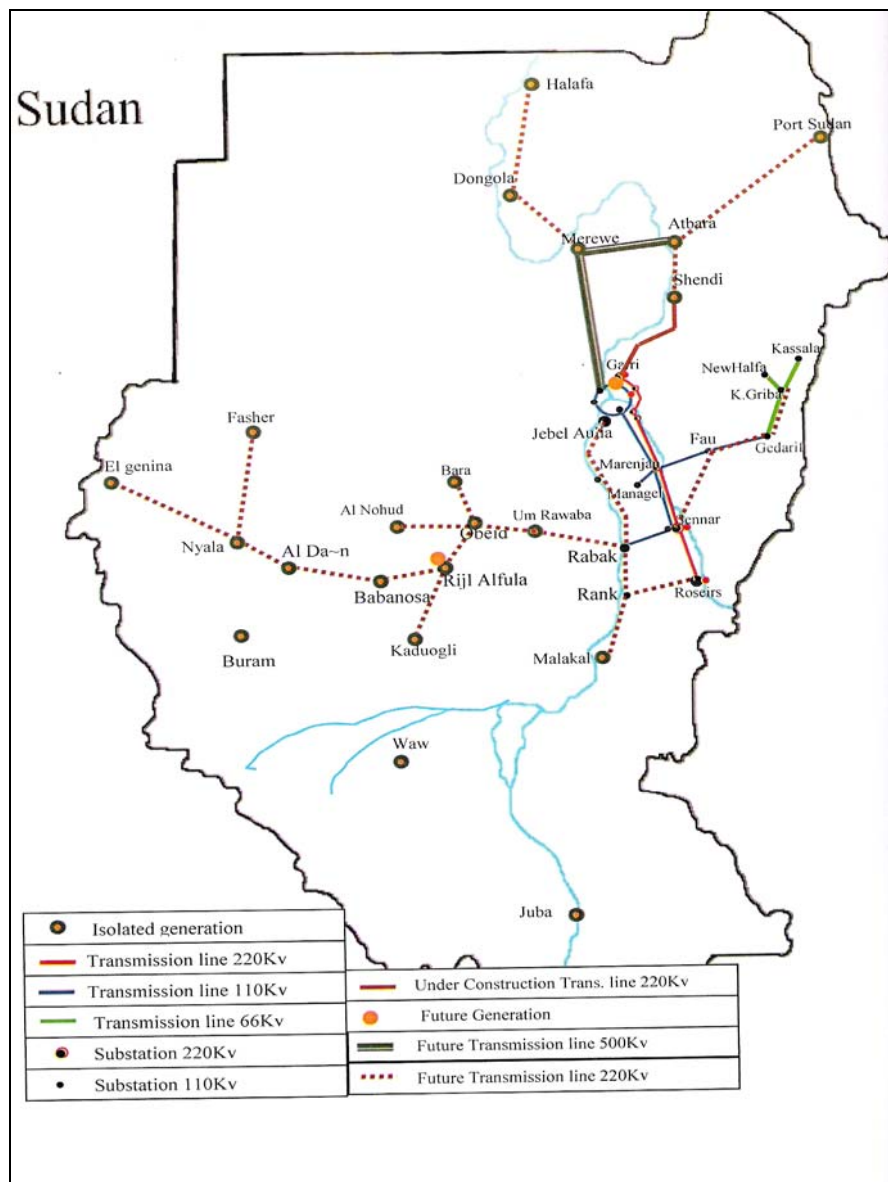 Sudan
Halafa
Port Sudan
Dongola
Merewe
Atbara
Shendi
Garri
Kassala
NewHalfa
K.Griba
Fasher
Jebel Aulia
Fau
Gedarif
El genina
Bara
Marenjan
Managel
Al Nohud
Obeid
Um Rawaba
Sennar
Nyala
Al Da~n
Rabak
Babanosa
Rijl Alfula
Rank
Roseirs
Buram
Kaduogli
Malakal
Waw
Juba
Isolated generation
Transmission line 220Kv
Transmission line 110Kv
Transmission line 66Kv
Substation 220Kv
Substation 110Kv
Under Construction Trans. line 220Kv
Future Generation
Future Transmission line 500Kv
Future Transmission line 220Kv